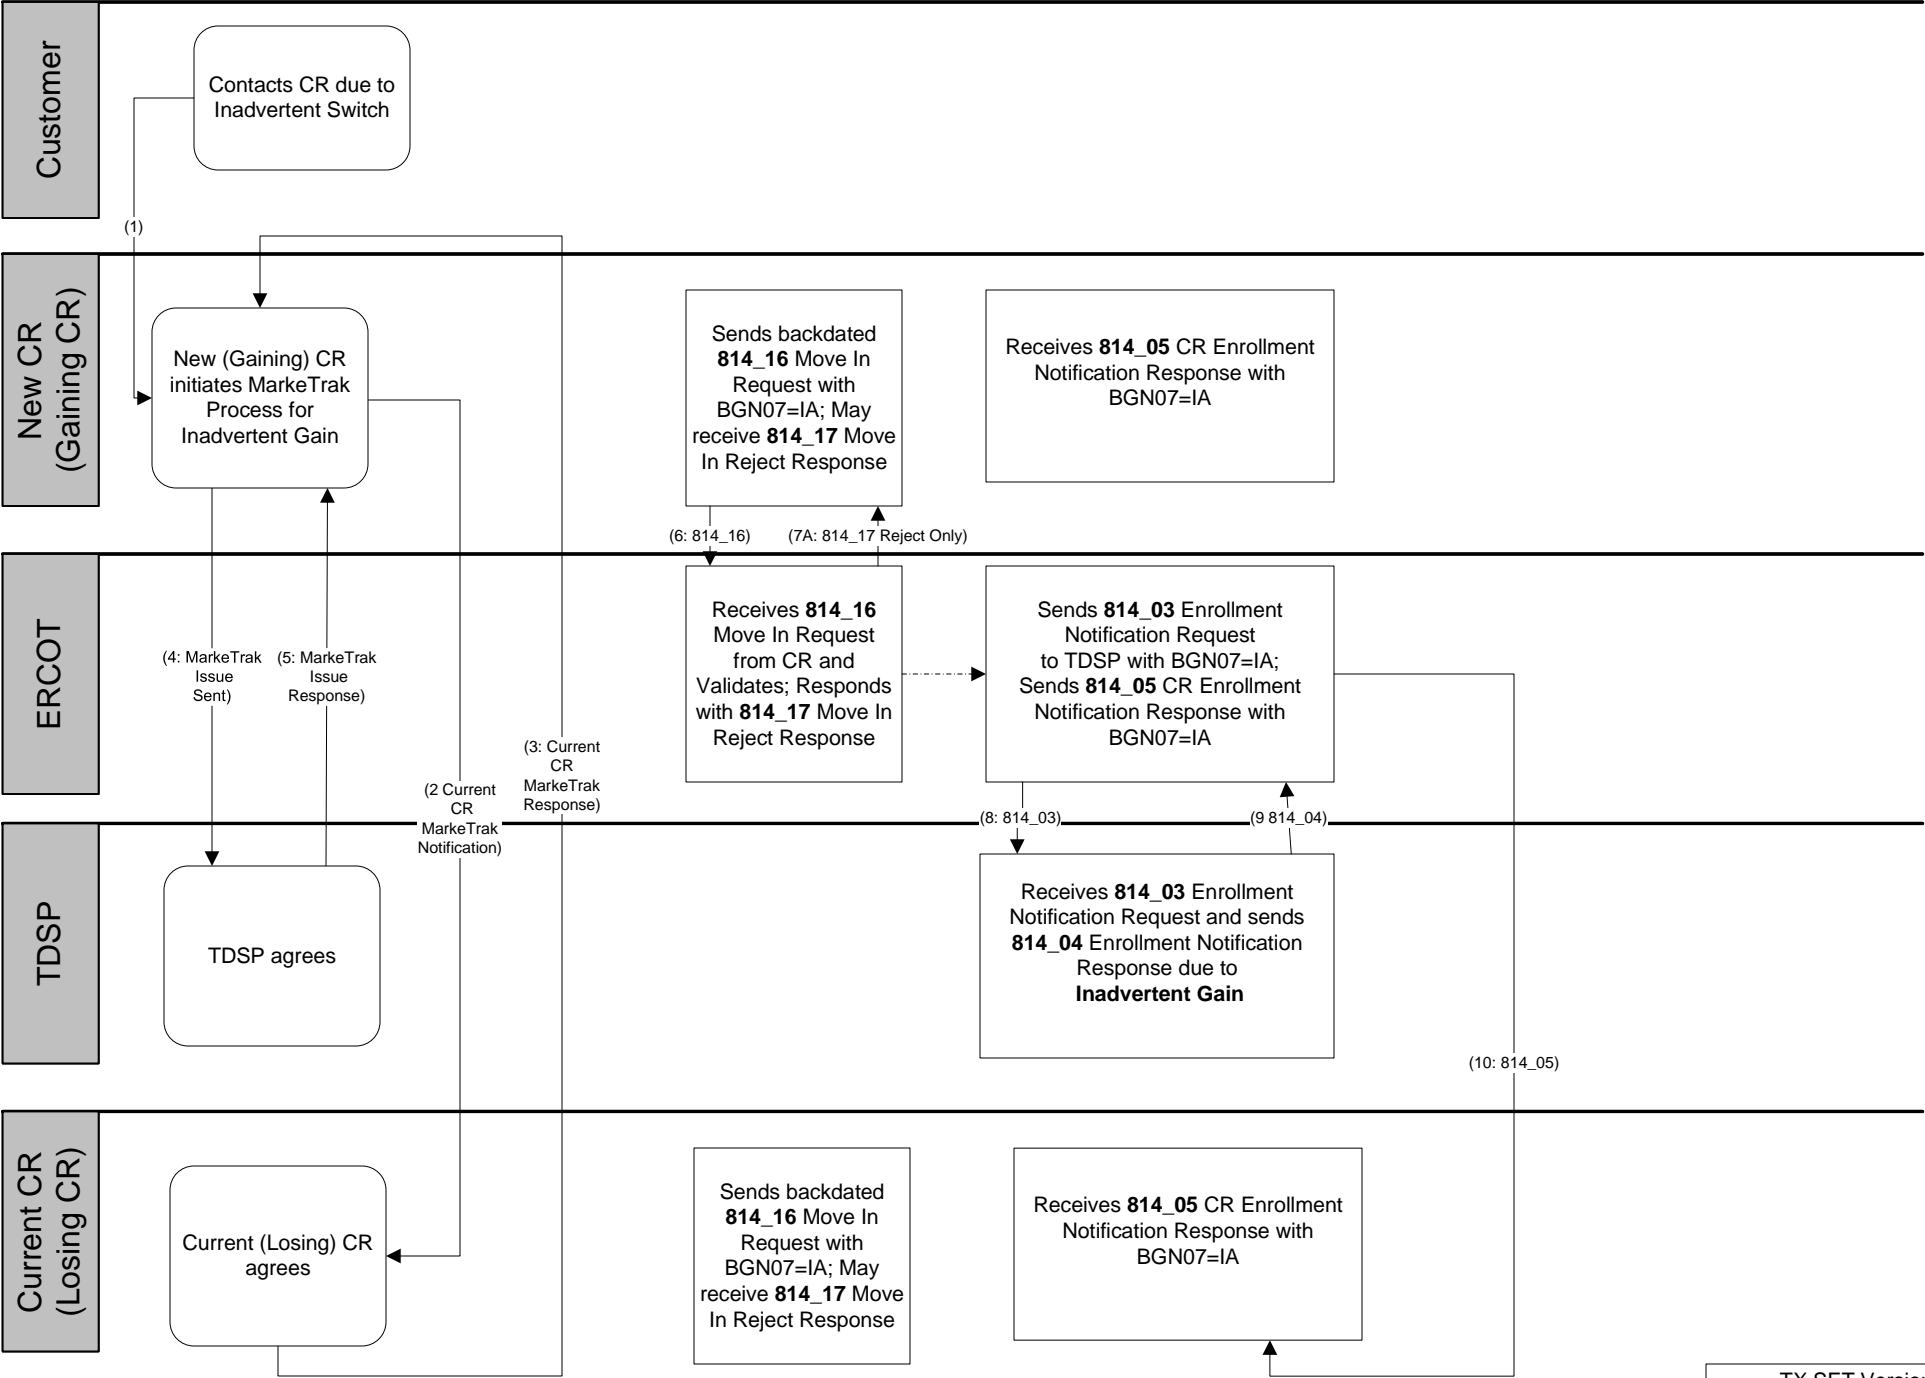 Customer
Contacts CR due to
Inadvertent Switch
(1)
New CR
(Gaining CR)
New (Gaining) CR
initiates MarkeTrak
Process for
Inadvertent Gain
Sends backdated
814_16 Move In
Request with
BGN07=IA; May
receive 814_17 Move
In Reject Response
Receives 814_05 CR Enrollment
Notification Response with
BGN07=IA
(6: 814_16)
(7A: 814_17 Reject Only)
ERCOT
(4: MarkeTrak
Issue
Sent)
(5: MarkeTrak
Issue
Response)
Receives 814_16
Move In Request
from CR and
Validates; Responds
with 814_17 Move In
Reject Response
Sends 814_03 Enrollment
Notification Request
to TDSP with BGN07=IA;
Sends 814_05 CR Enrollment
Notification Response with
BGN07=IA
(3: Current
CR
MarkeTrak
Response)
(2 Current
CR
MarkeTrak
Notification)
(8: 814_03)
(9 814_04)
TDSP
TDSP agrees
Receives 814_03 Enrollment
Notification Request and sends
814_04 Enrollment Notification
Response due to
Inadvertent Gain
(10: 814_05)
Current CR
(Losing CR)
Current (Losing) CR
agrees
Sends backdated
814_16 Move In
Request with
BGN07=IA; May
receive 814_17 Move
In Reject Response
Receives 814_05 CR Enrollment
Notification Response with
BGN07=IA